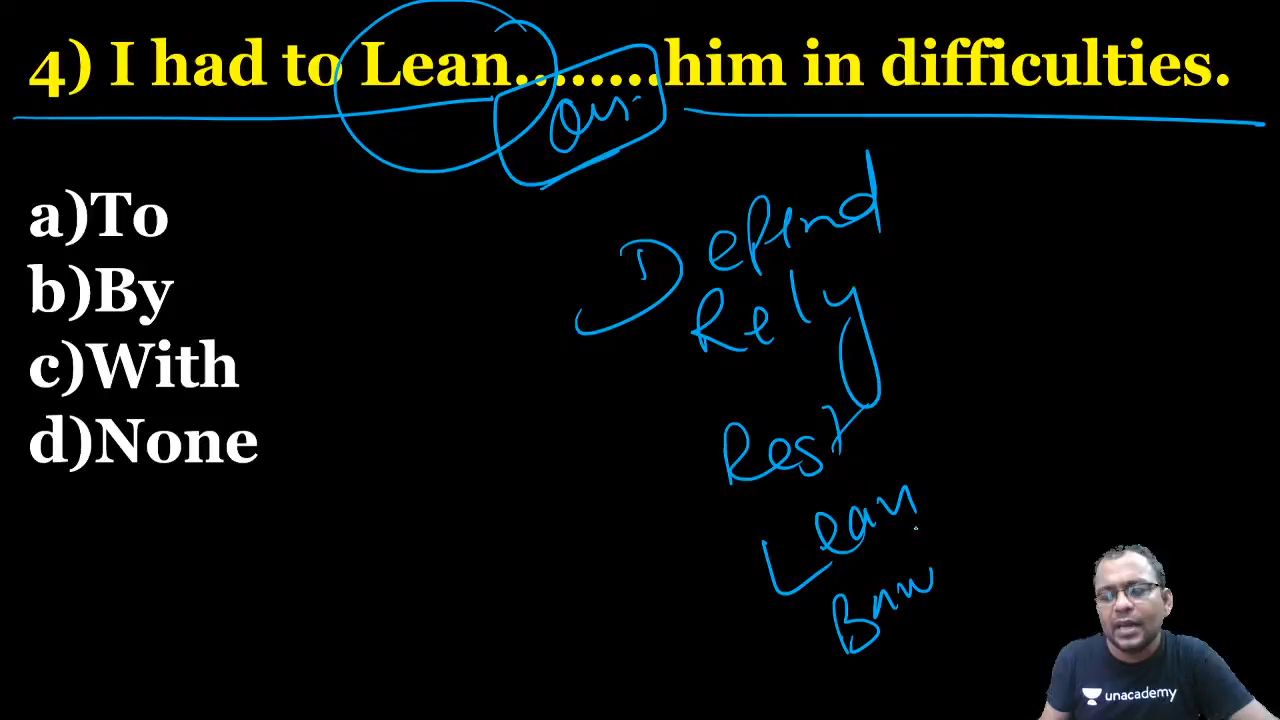 4) I had to Lean........him in difficulties.
on
a)To
b)By
c)With
d)None
Depend
Rely
Rest
Lean
unacademy